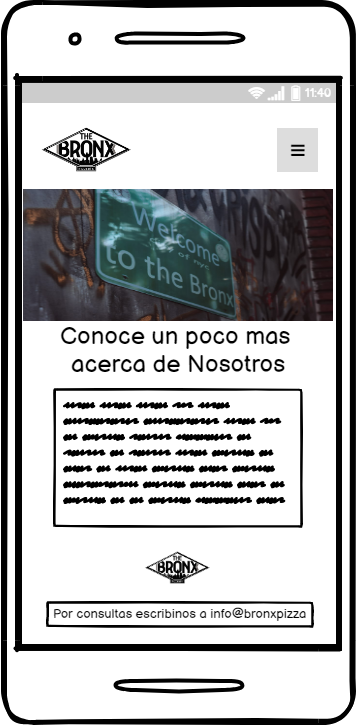 11:40
THE
BRONX
≡
Welcome
to the Bronx
Conoce un poco mas
acerca de Nosotros
THE
BRONX
Por consultas escribinos a info@bronxpizza